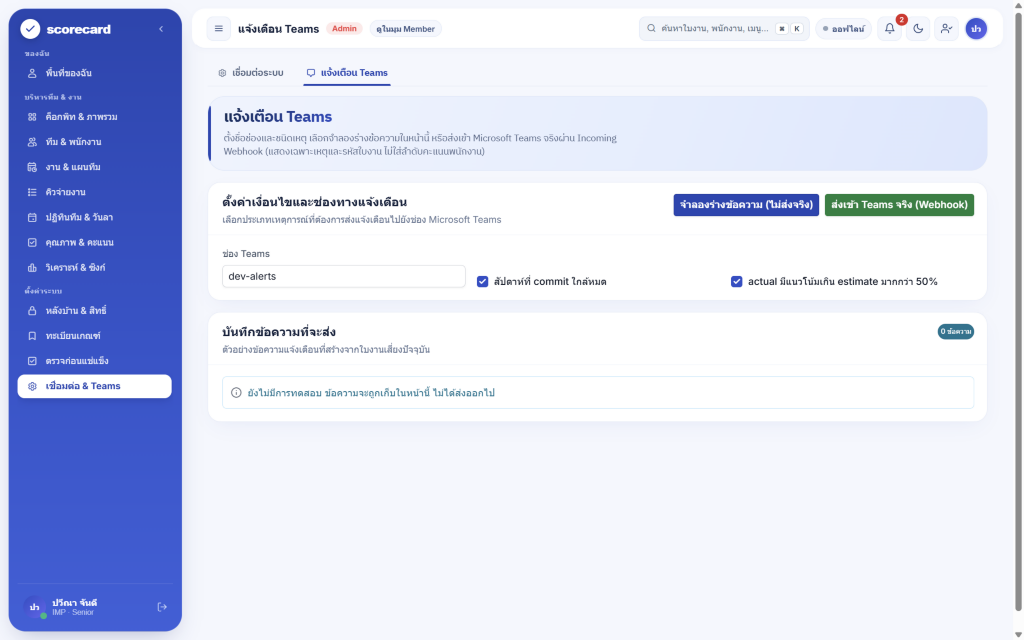 scorecard
ของฉัน
พื้นที่ของฉัน
บริหารทีม & งาน
ค็อกพิท & ภาพรวม
ทีม & พนักงาน
งาน & แผนทีม
คิวจ่ายงาน
ปฏิทินทีม & วันลา
คุณภาพ & คะแนน
วิเคราะห์ & ซิงก์
ตั้งค่าระบบ
หลังบ้าน & สิทธิ์
ทะเบียนเกณฑ์
ตรวจก่อนแช่แข็ง
เชื่อมต่อ & Teams
ปา
ปวีณา จันดี
IMP · Senior
แจ้งเตือน Teams
Admin
ดูในมุม Member
ค้นหาใบงาน, พนักงาน, เมนู...
⌘ K
ออฟไลน์
2
ปว
เชื่อมต่อระบบ
แจ้งเตือน Teams
แจ้งเตือน Teams
ตั้งชื่อช่องและชนิดเหตุ เลือกจำลองร่างข้อความในหน้านี้ หรือส่งเข้า Microsoft Teams จริงผ่าน Incoming
Webhook (แสดงเฉพาะเหตุและรหัสใบงาน ไม่ใส่ลำดับคะแนนพนักงาน)
ตั้งค่าเงื่อนไขและช่องทางแจ้งเตือน
เลือกประเภทเหตุการณ์ที่ต้องการส่งแจ้งเตือนไปยังช่อง Microsoft Teams
จำลองร่างข้อความ (ไม่ส่งจริง)
ส่งเข้า Teams จริง (Webhook)
ช่อง Teams
dev-alerts
สัปดาห์ที่ commit ใกล้หมด
actual มีแนวโน้มเกิน estimate มากกว่า 50%
บันทึกข้อความที่จะส่ง
0 ข้อความ
ตัวอย่างข้อความแจ้งเตือนที่สร้างจากใบงานเสี่ยงปัจจุบัน
ยังไม่มีการทดสอบ ข้อความจะถูกเก็บในหน้านี้ ไม่ได้ส่งออกไป